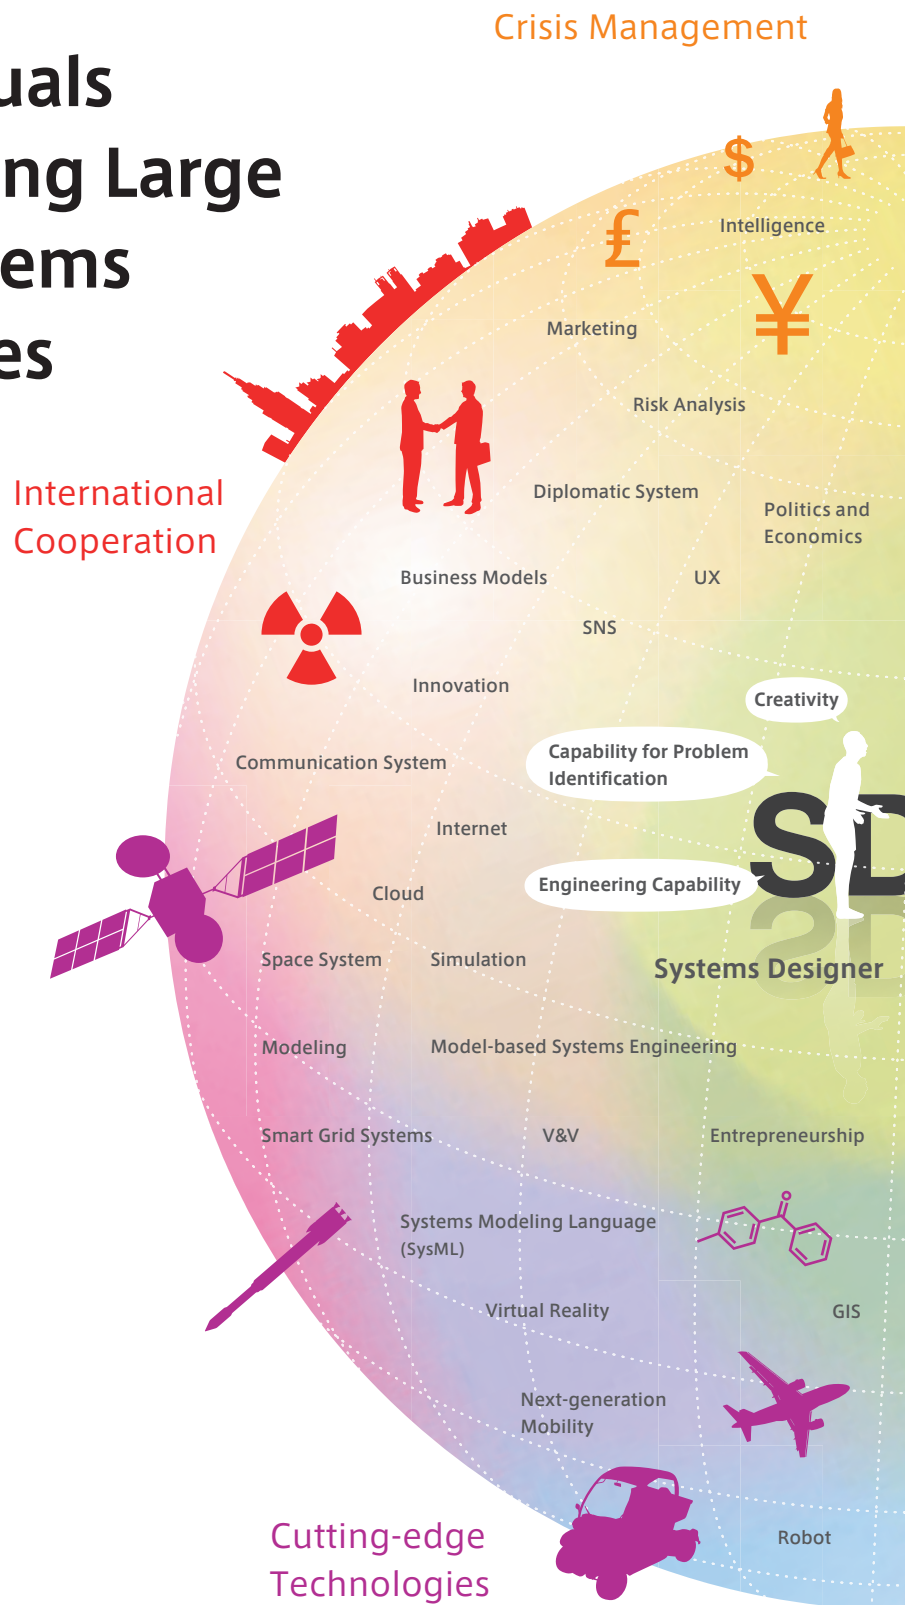 Crisis Management
uals
ng Large
ems
es
$
£
Intelligence
¥
Marketing
Risk Analysis
International
Cooperation
Diplomatic System
Politics and
Economics
Business Models
UX
SNS
Innovation
Creativity
Communication System
Capability for Problem
Identification
Internet
SD
Cloud
Engineering Capability
Space System
Simulation
Systems Designer
Modeling
Model-based Systems Engineering
Smart Grid Systems
V&V
Entrepreneurship
Systems Modeling Language
(SysML)
Virtual Reality
GIS
Next-generation
Mobility
Cutting-edge
Technologies
Robot